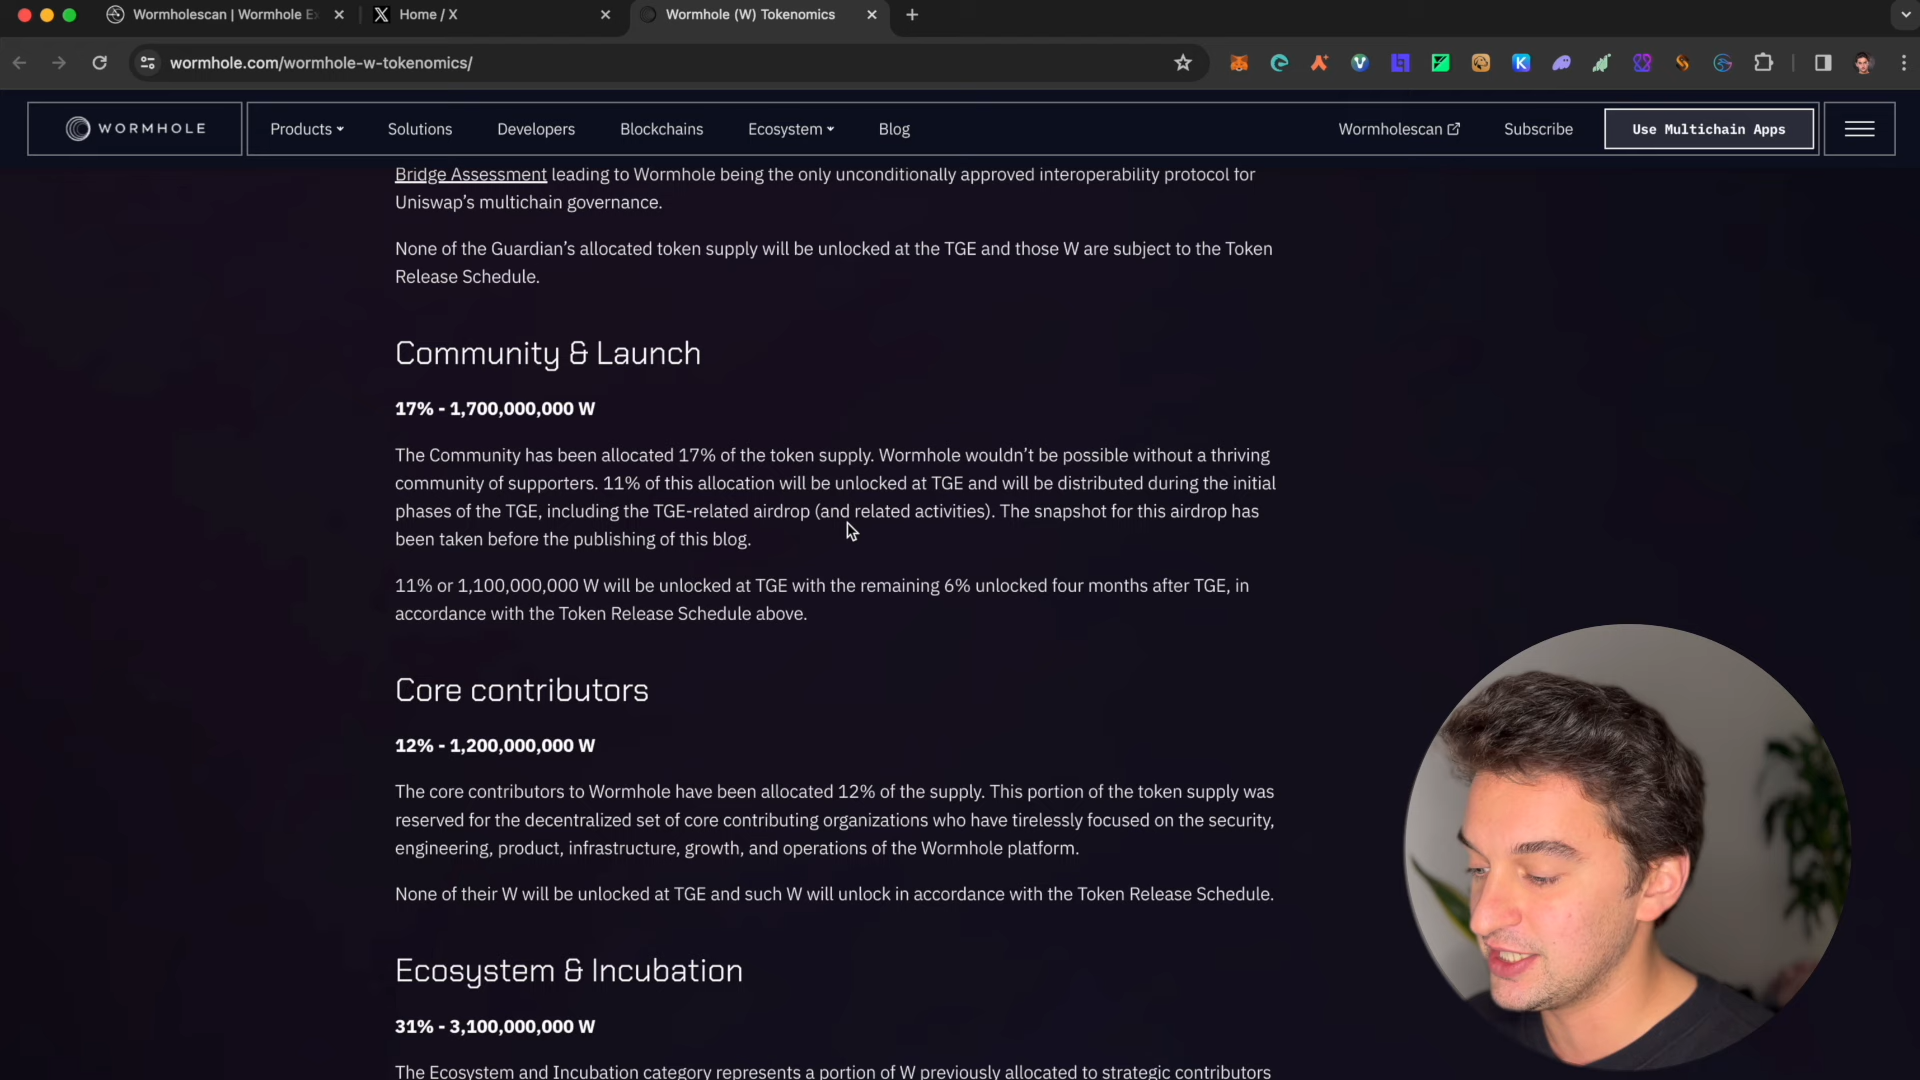 Wormholescan | Wormhole Ex
Home / X
Wormhole (W) Tokenomics
wormhole.com/wormhole-w-tokenomics/
WORMHOLE
Products
Solutions
Developers
Blockchains
Ecosystem
Blog
Wormholescan
Subscribe
Use Multichain Apps
Bridge Assessment leading to Wormhole being the only unconditionally approved interoperability protocol for
Uniswap’s multichain governance.
None of the Guardian’s allocated token supply will be unlocked at the TGE and those W are subject to the Token
Release Schedule.
Community & Launch
17% - 1,700,000,000 W
The Community has been allocated 17% of the token supply. Wormhole wouldn’t be possible without a thriving
community of supporters. 11% of this allocation will be unlocked at TGE and will be distributed during the initial
phases of the TGE, including the TGE-related airdrop (and related activities). The snapshot for this airdrop has
been taken before the publishing of this blog.
11% or 1,100,000,000 W will be unlocked at TGE with the remaining 6% unlocked four months after TGE, in
accordance with the Token Release Schedule above.
Core contributors
12% - 1,200,000,000 W
The core contributors to Wormhole have been allocated 12% of the supply. This portion of the token supply was
reserved for the decentralized set of core contributing organizations who have tirelessly focused on the security,
engineering, product, infrastructure, growth, and operations of the Wormhole platform.
None of their W will be unlocked at TGE and such W will unlock in accordance with the Token Release Schedule.
Ecosystem & Incubation
31% - 3,100,000,000 W
The Ecosystem and Incubation category represents a portion of W previously allocated to strategic contributors